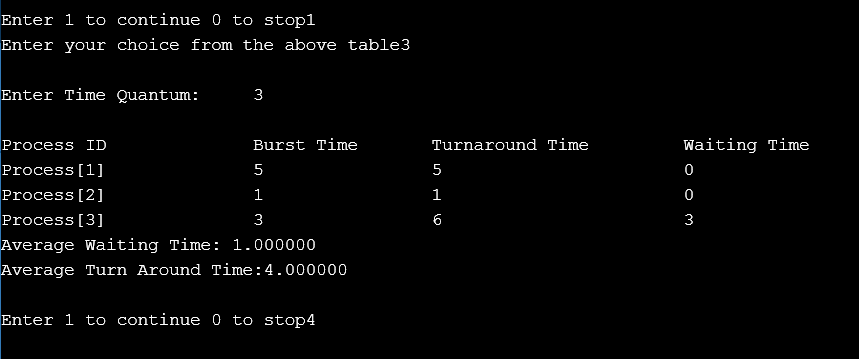 Enter 1 to continue 0 to stop1
Enter your choice from the above table3
Enter Time Quantum: 3
Process ID Burst Time Turnaround Time Waiting Time
Process[1] 5 5 0
Process[2] 1 1 0
Process[3] 3 6 3
Average Waiting Time: 1.000000
Average Turn Around Time:4.000000
Enter 1 to continue 0 to stop4